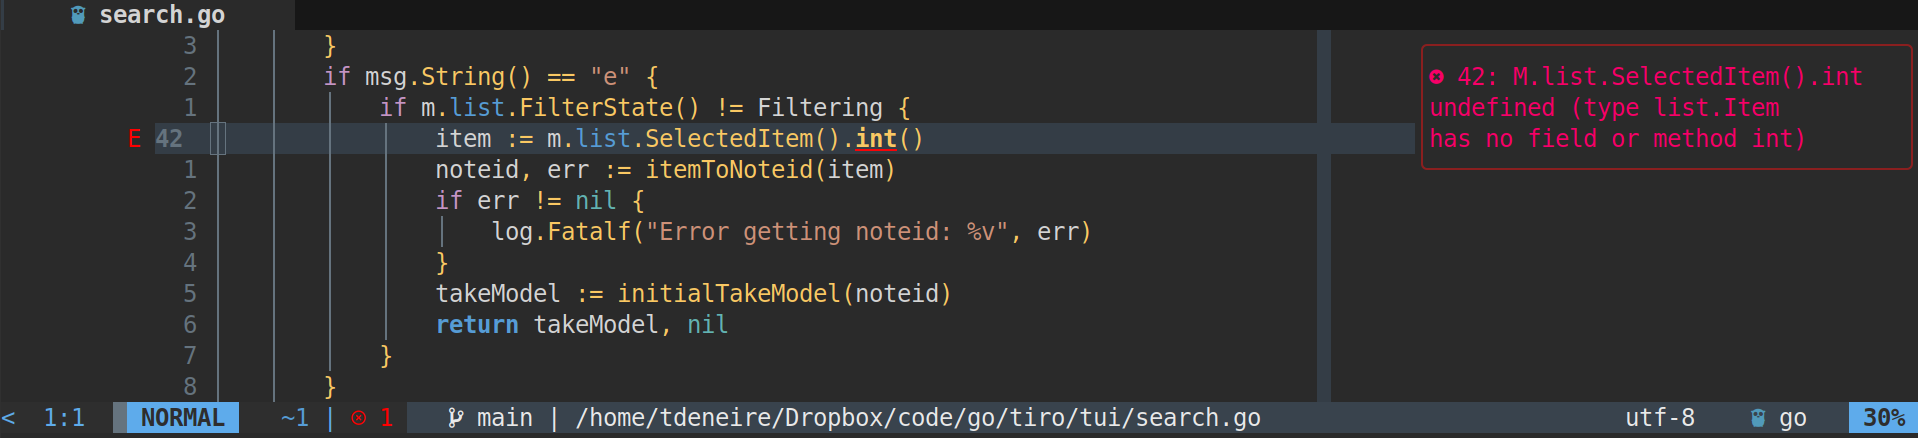 search.go
3 }
2 if msg.String() == "e" {
1 if m.list.FilterState() != Filtering {
E 42 item := m.list.SelectedItem().int()
1 noteid, err := itemToNoteid(item)
2 if err != nil {
3 log.Fatalf("Error getting noteid: %v", err)
4 }
5 takeModel := initialTakeModel(noteid)
6 return takeModel, nil
7 }
8 }
42: M.list.SelectedItem().int
undefined (type list.Item
has no field or method int)
< 1:1 NORMAL ~1 | 1 main | /home/tdeneire/Dropbox/code/go/tiro/tui/search.go utf-8 go 30%